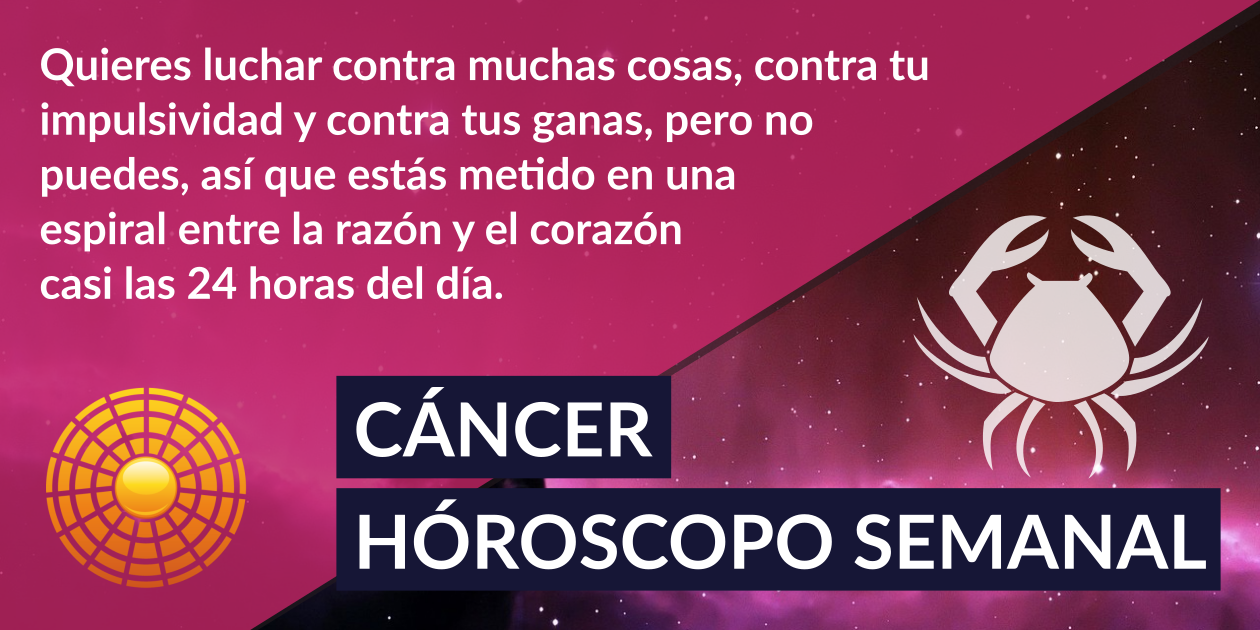 Quieres luchar contra muchas cosas, contra tu
impulsividad y contra tus ganas, pero no
puedes, así que estás metido en una
espiral entre la razón y el corazón
casi las 24 horas del día.
CÁNCER
HÓROSCOPO SEMANAL